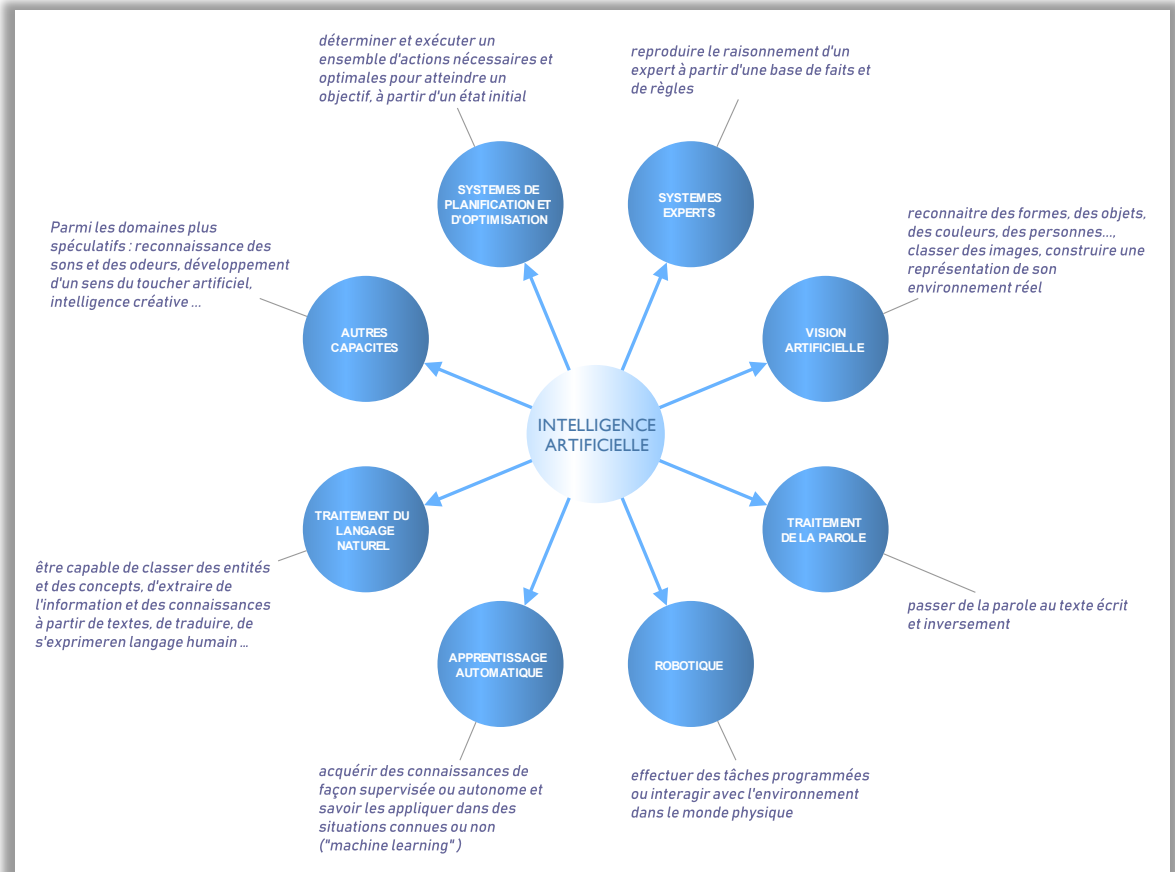 déterminer et exécuter un
ensemble d'actions nécessaires et
optimales pour atteindre un
objectif, à partir d'un état initial
reproduire le raisonnement d'un
expert à partir d'une base de faits et
de règles
SYSTEMES DE
PLANIFICATION ET
D'OPTIMISATION
SYSTEMES
EXPERTS
Parmi les domaines plus
spéculatifs : reconnaissance des
sons et des odeurs, développement
d'un sens du toucher artificiel,
intelligence créative ...
reconnaitre des formes, des objets,
des couleurs, des personnes...,
classer des images, construire une
représentation de son
environnement réel
AUTRES
CAPACITES
VISION
ARTIFICIELLE
INTELLIGENCE
ARTIFICIELLE
TRAITEMENT DU
LANGAGE
NATUREL
TRAITEMENT
DE LA PAROLE
être capable de classer des entités
et des concepts, d'extraire de
l'information et des connaissances
à partir de textes, de traduire, de
s'exprimeren langage humain ...
passer de la parole au texte écrit
et inversement
APPRENTISSAGE
AUTOMATIQUE
ROBOTIQUE
acquérir des connaissances de
façon supervisée ou autonome et
savoir les appliquer dans des
situations connues ou non
("machine learning" )
effectuer des tâches programmées
ou interagir avec l'environnement
dans le monde physique